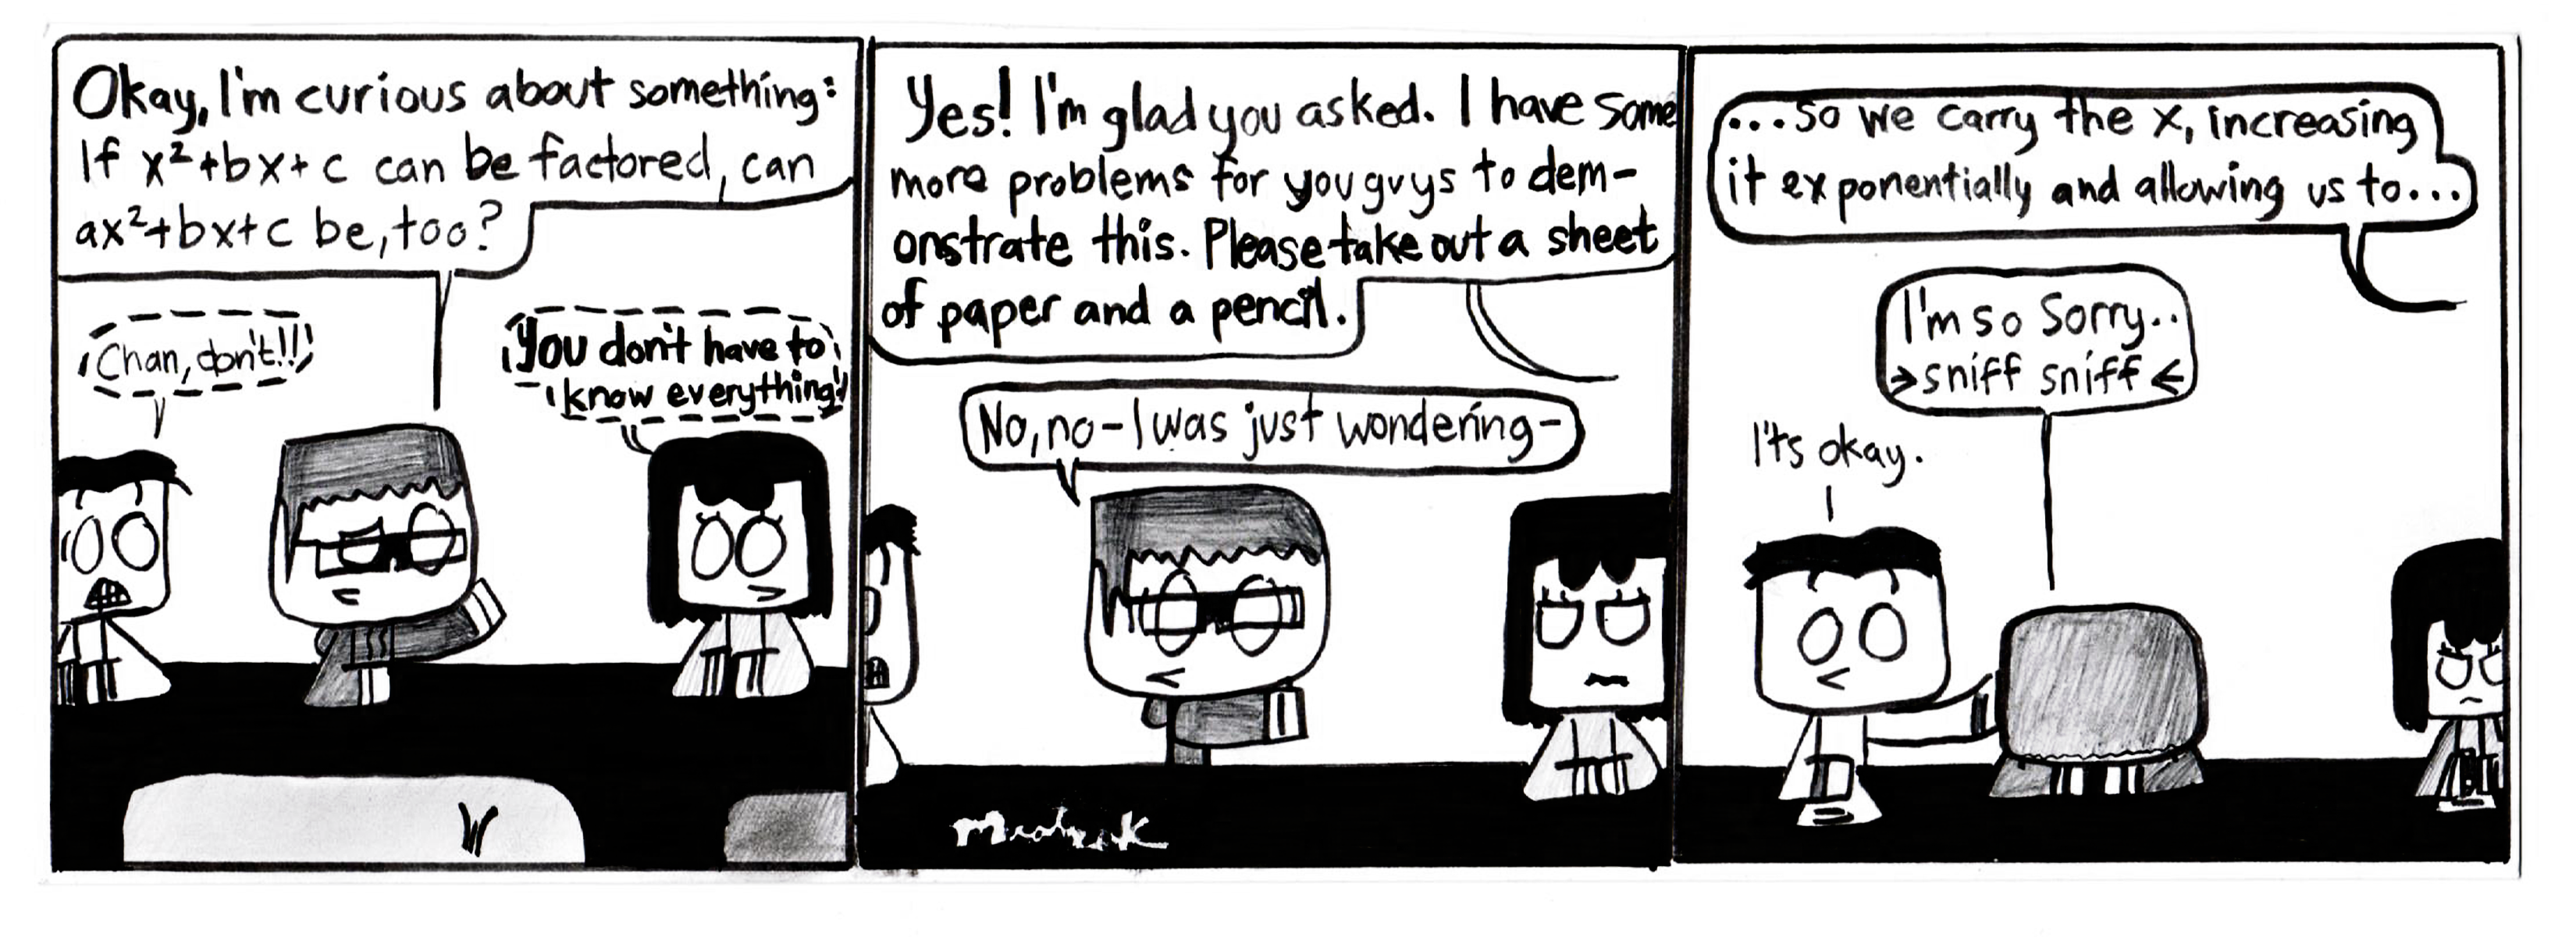 Okay, I'm curious about something:
If x²+bx+c can be factored, can
ax²+bx+c be, too?
Chan, don't!!!
You don't have to
know everything!
Yes! I'm glad you asked. I have some
more problems for you guys to dem-
onstrate this. Please take out a sheet
of paper and a pencil.
No, no-I was just wondering-
...so we carry the x, increasing
it exponentially and allowing us to...
I'm so Sorry..
>sniff sniff<
It's okay.